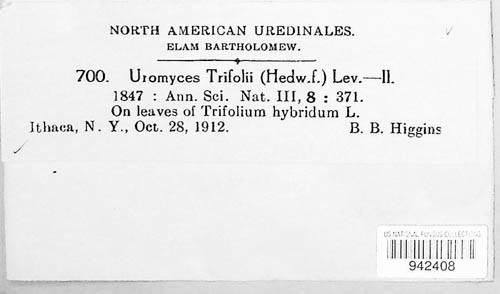 NORTH AMERICAN UREDINALES.
ELAM BARTHOLOMEW.
700. Uromyces Trifolii (Hedw.f.) Lev.—II.
1847 : Ann. Sci. Nat. III, 8 : 371.
On leaves of Trifolium hybridum L.
Ithaca, N. Y., Oct. 28, 1912. B. B. Higgins
US NATIONAL FUNGUS COLLECTIONS
942408